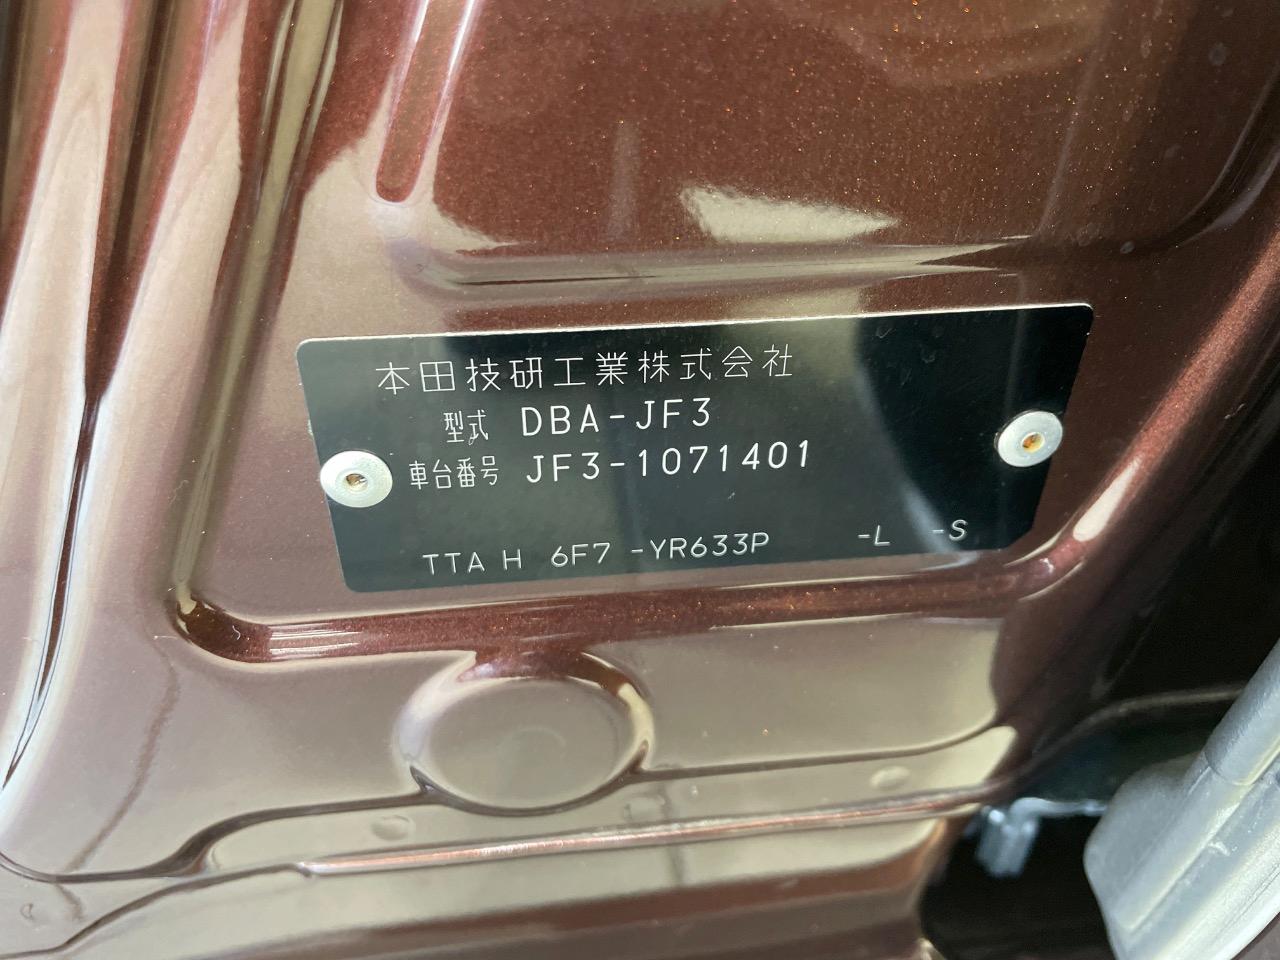 本田技研工業株式会社
型式 DBA-JF3
車台番号 JF3-1071401
TTA H 6F7 -YR633P -L -S